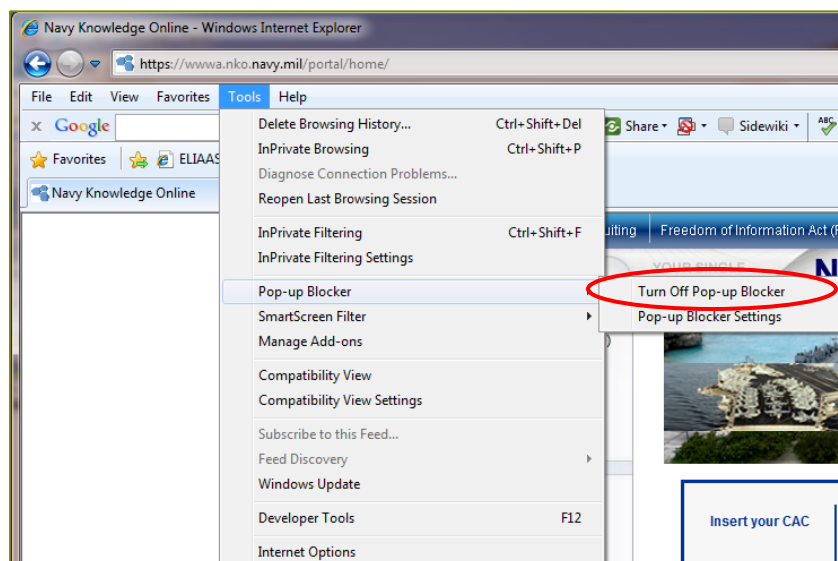 Navy Knowledge Online - Windows Internet Explorer
https://wwwa.nko.navy.mil/portal/home/
File Edit View Favorites Tools Help
x Google Share Sidewiki ABC
Favorites ELIAAS
Navy Knowledge Online
Delete Browsing History... Ctrl+Shift+Del
InPrivate Browsing Ctrl+Shift+P
Diagnose Connection Problems...
Reopen Last Browsing Session
InPrivate Filtering Ctrl+Shift+F
InPrivate Filtering Settings
Pop-up Blocker
SmartScreen Filter
Manage Add-ons
Compatibility View
Compatibility View Settings
Subscribe to this Feed...
Feed Discovery
Windows Update
Developer Tools F12
Internet Options
uiting Freedom of Information Act (F
YOUR SINGLE N
Turn Off Pop-up Blocker
Pop-up Blocker Settings
Insert your CAC